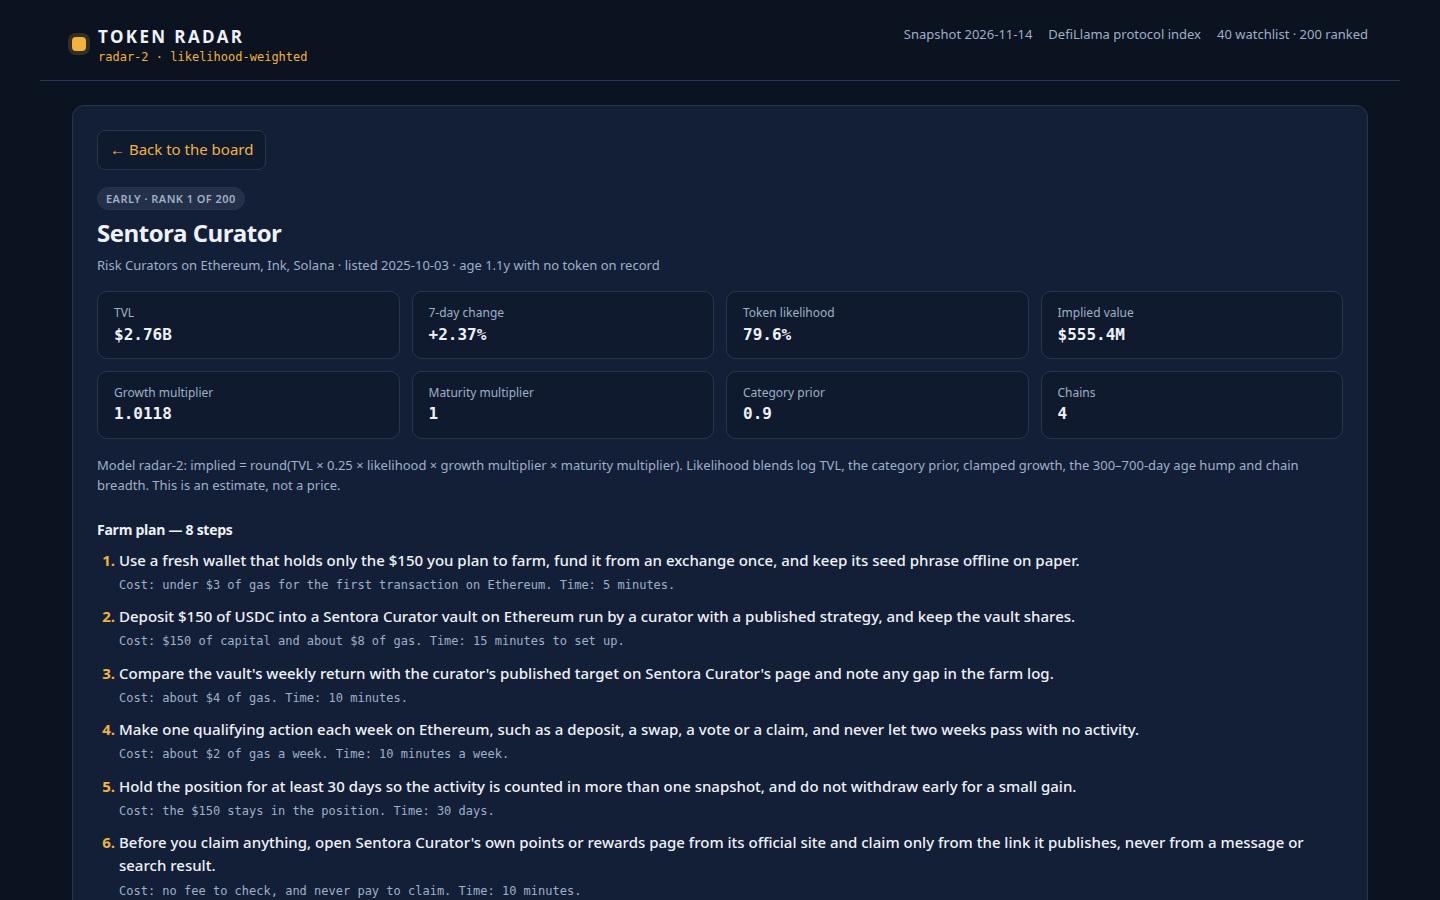 TOKEN RADAR
radar-2 · likelihood-weighted
Snapshot 2026-11-14 DefiLlama protocol index 40 watchlist · 200 ranked
← Back to the board
EARLY · RANK 1 OF 200
Sentora Curator
Risk Curators on Ethereum, Ink, Solana · listed 2025-10-03 · age 1.1y with no token on record
TVL
$2.76B
7-day change
+2.37%
Token likelihood
79.6%
Implied value
$555.4M
Growth multiplier
1.0118
Maturity multiplier
1
Category prior
0.9
Chains
4
Model radar-2: implied = round(TVL × 0.25 × likelihood × growth multiplier × maturity multiplier). Likelihood blends log TVL, the category prior, clamped growth, the 300–700-day age hump and chain
breadth. This is an estimate, not a price.
Farm plan — 8 steps
1. Use a fresh wallet that holds only the $150 you plan to farm, fund it from an exchange once, and keep its seed phrase offline on paper.
Cost: under $3 of gas for the first transaction on Ethereum. Time: 5 minutes.
2. Deposit $150 of USDC into a Sentora Curator vault on Ethereum run by a curator with a published strategy, and keep the vault shares.
Cost: $150 of capital and about $8 of gas. Time: 15 minutes to set up.
3. Compare the vault's weekly return with the curator's published target on Sentora Curator's page and note any gap in the farm log.
Cost: about $4 of gas. Time: 10 minutes.
4. Make one qualifying action each week on Ethereum, such as a deposit, a swap, a vote or a claim, and never let two weeks pass with no activity.
Cost: about $2 of gas a week. Time: 10 minutes a week.
5. Hold the position for at least 30 days so the activity is counted in more than one snapshot, and do not withdraw early for a small gain.
Cost: the $150 stays in the position. Time: 30 days.
6. Before you claim anything, open Sentora Curator's own points or rewards page from its official site and claim only from the link it publishes, never from a message or
search result.
Cost: no fee to check, and never pay to claim. Time: 10 minutes.